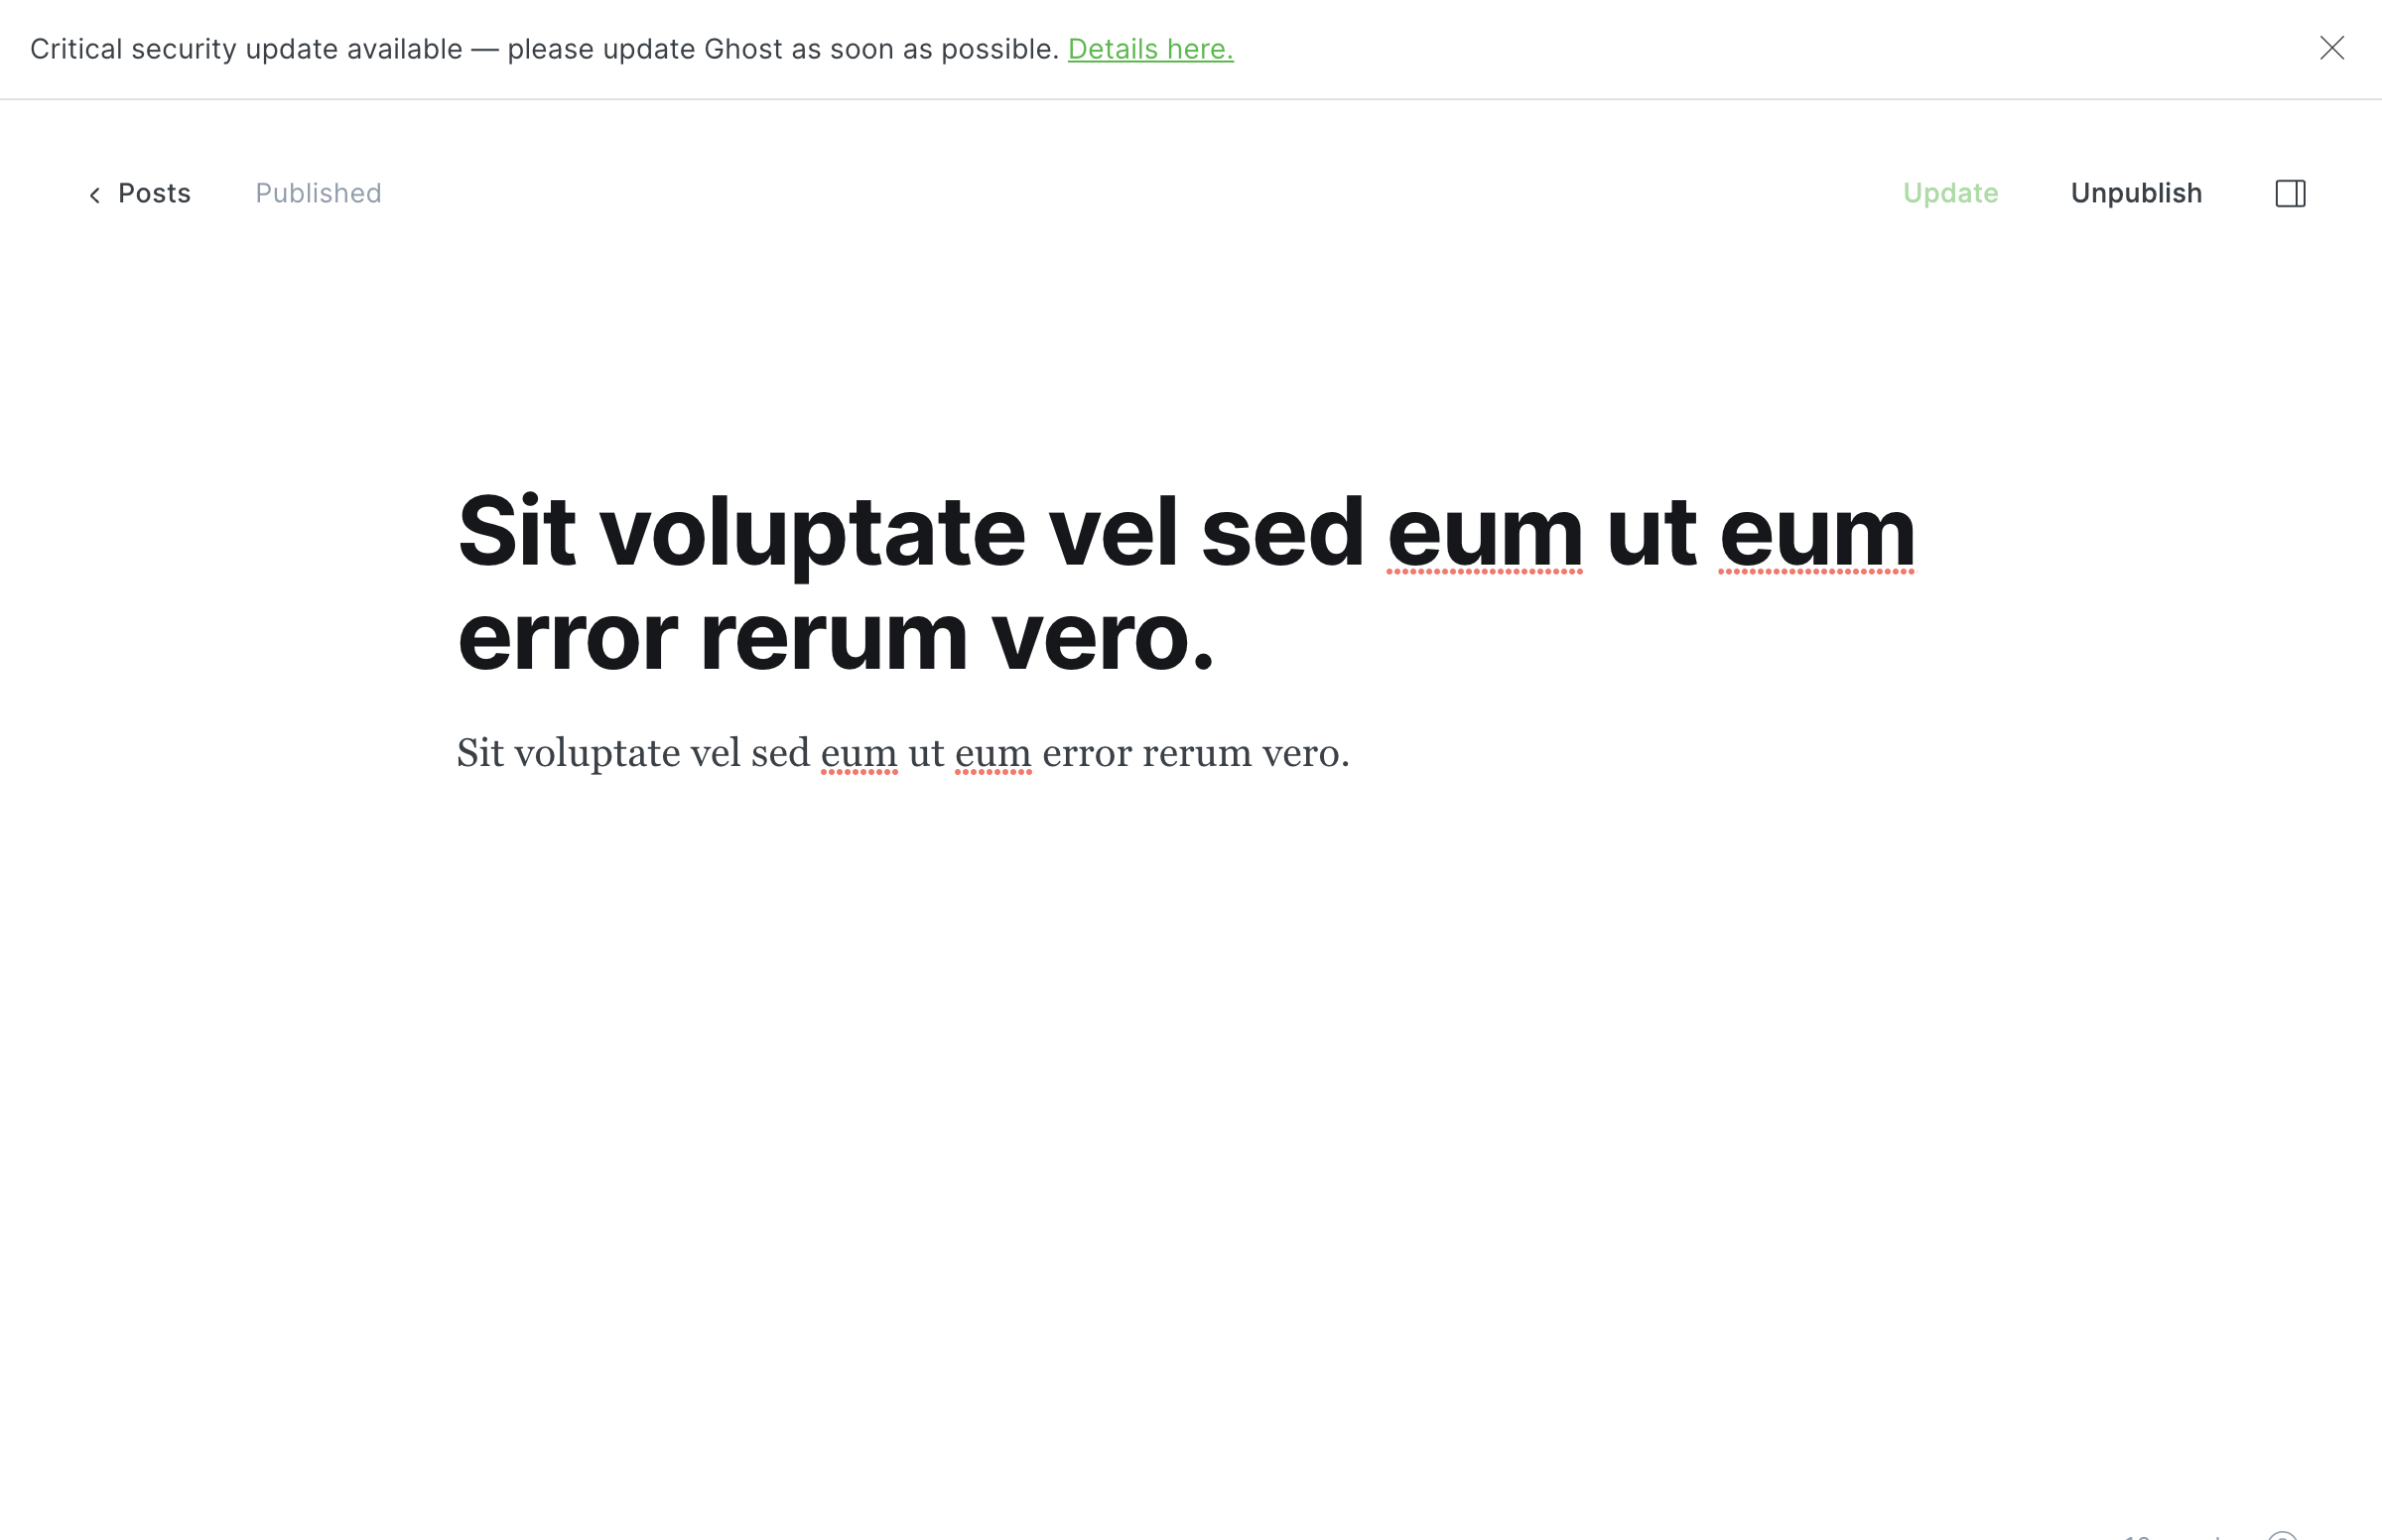 Critical security update available — please update Ghost as soon as possible. Details here.
Posts
Published
Update
Unpublish
Sit voluptate vel sed eum ut eum
error rerum vero.
Sit voluptate vel sed eum ut eum error rerum vero.